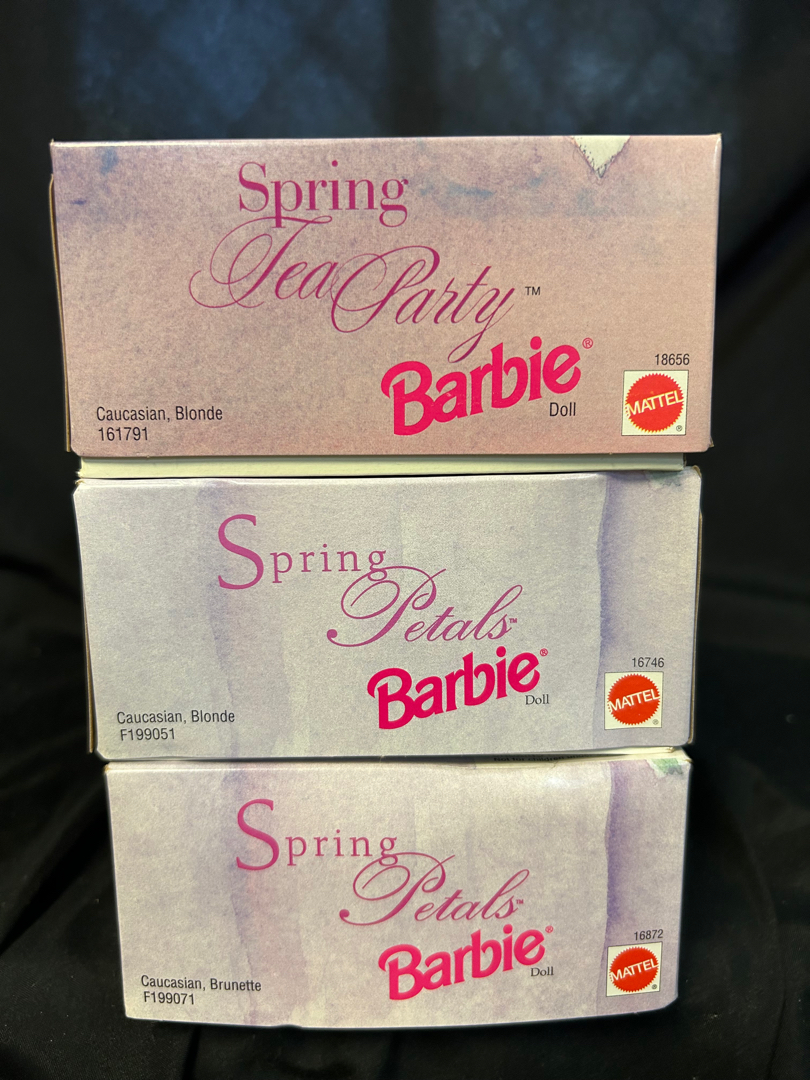 Spring
Tea Party™
Barbie®
Doll
18656
MATTEL
®
Caucasian, Blonde
161791
Spring
Petals™
Barbie®
Doll
16746
MATTEL
®
Caucasian, Blonde
F199051
Spring
Petals™
Barbie®
Doll
16872
MATTEL
®
Caucasian, Brunette
F199071